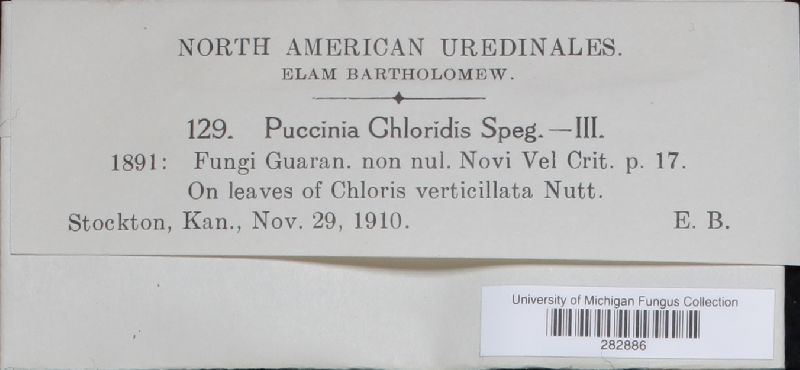 NORTH AMERICAN UREDINALES.
ELAM BARTHOLOMEW.
129. Puccinia Chloridis Speg.—III.
1891: Fungi Guaran. non nul. Novi Vel Crit. p. 17.
On leaves of Chloris verticillata Nutt.
Stockton, Kan., Nov. 29, 1910. E. B.
University of Michigan Fungus Collection
282886